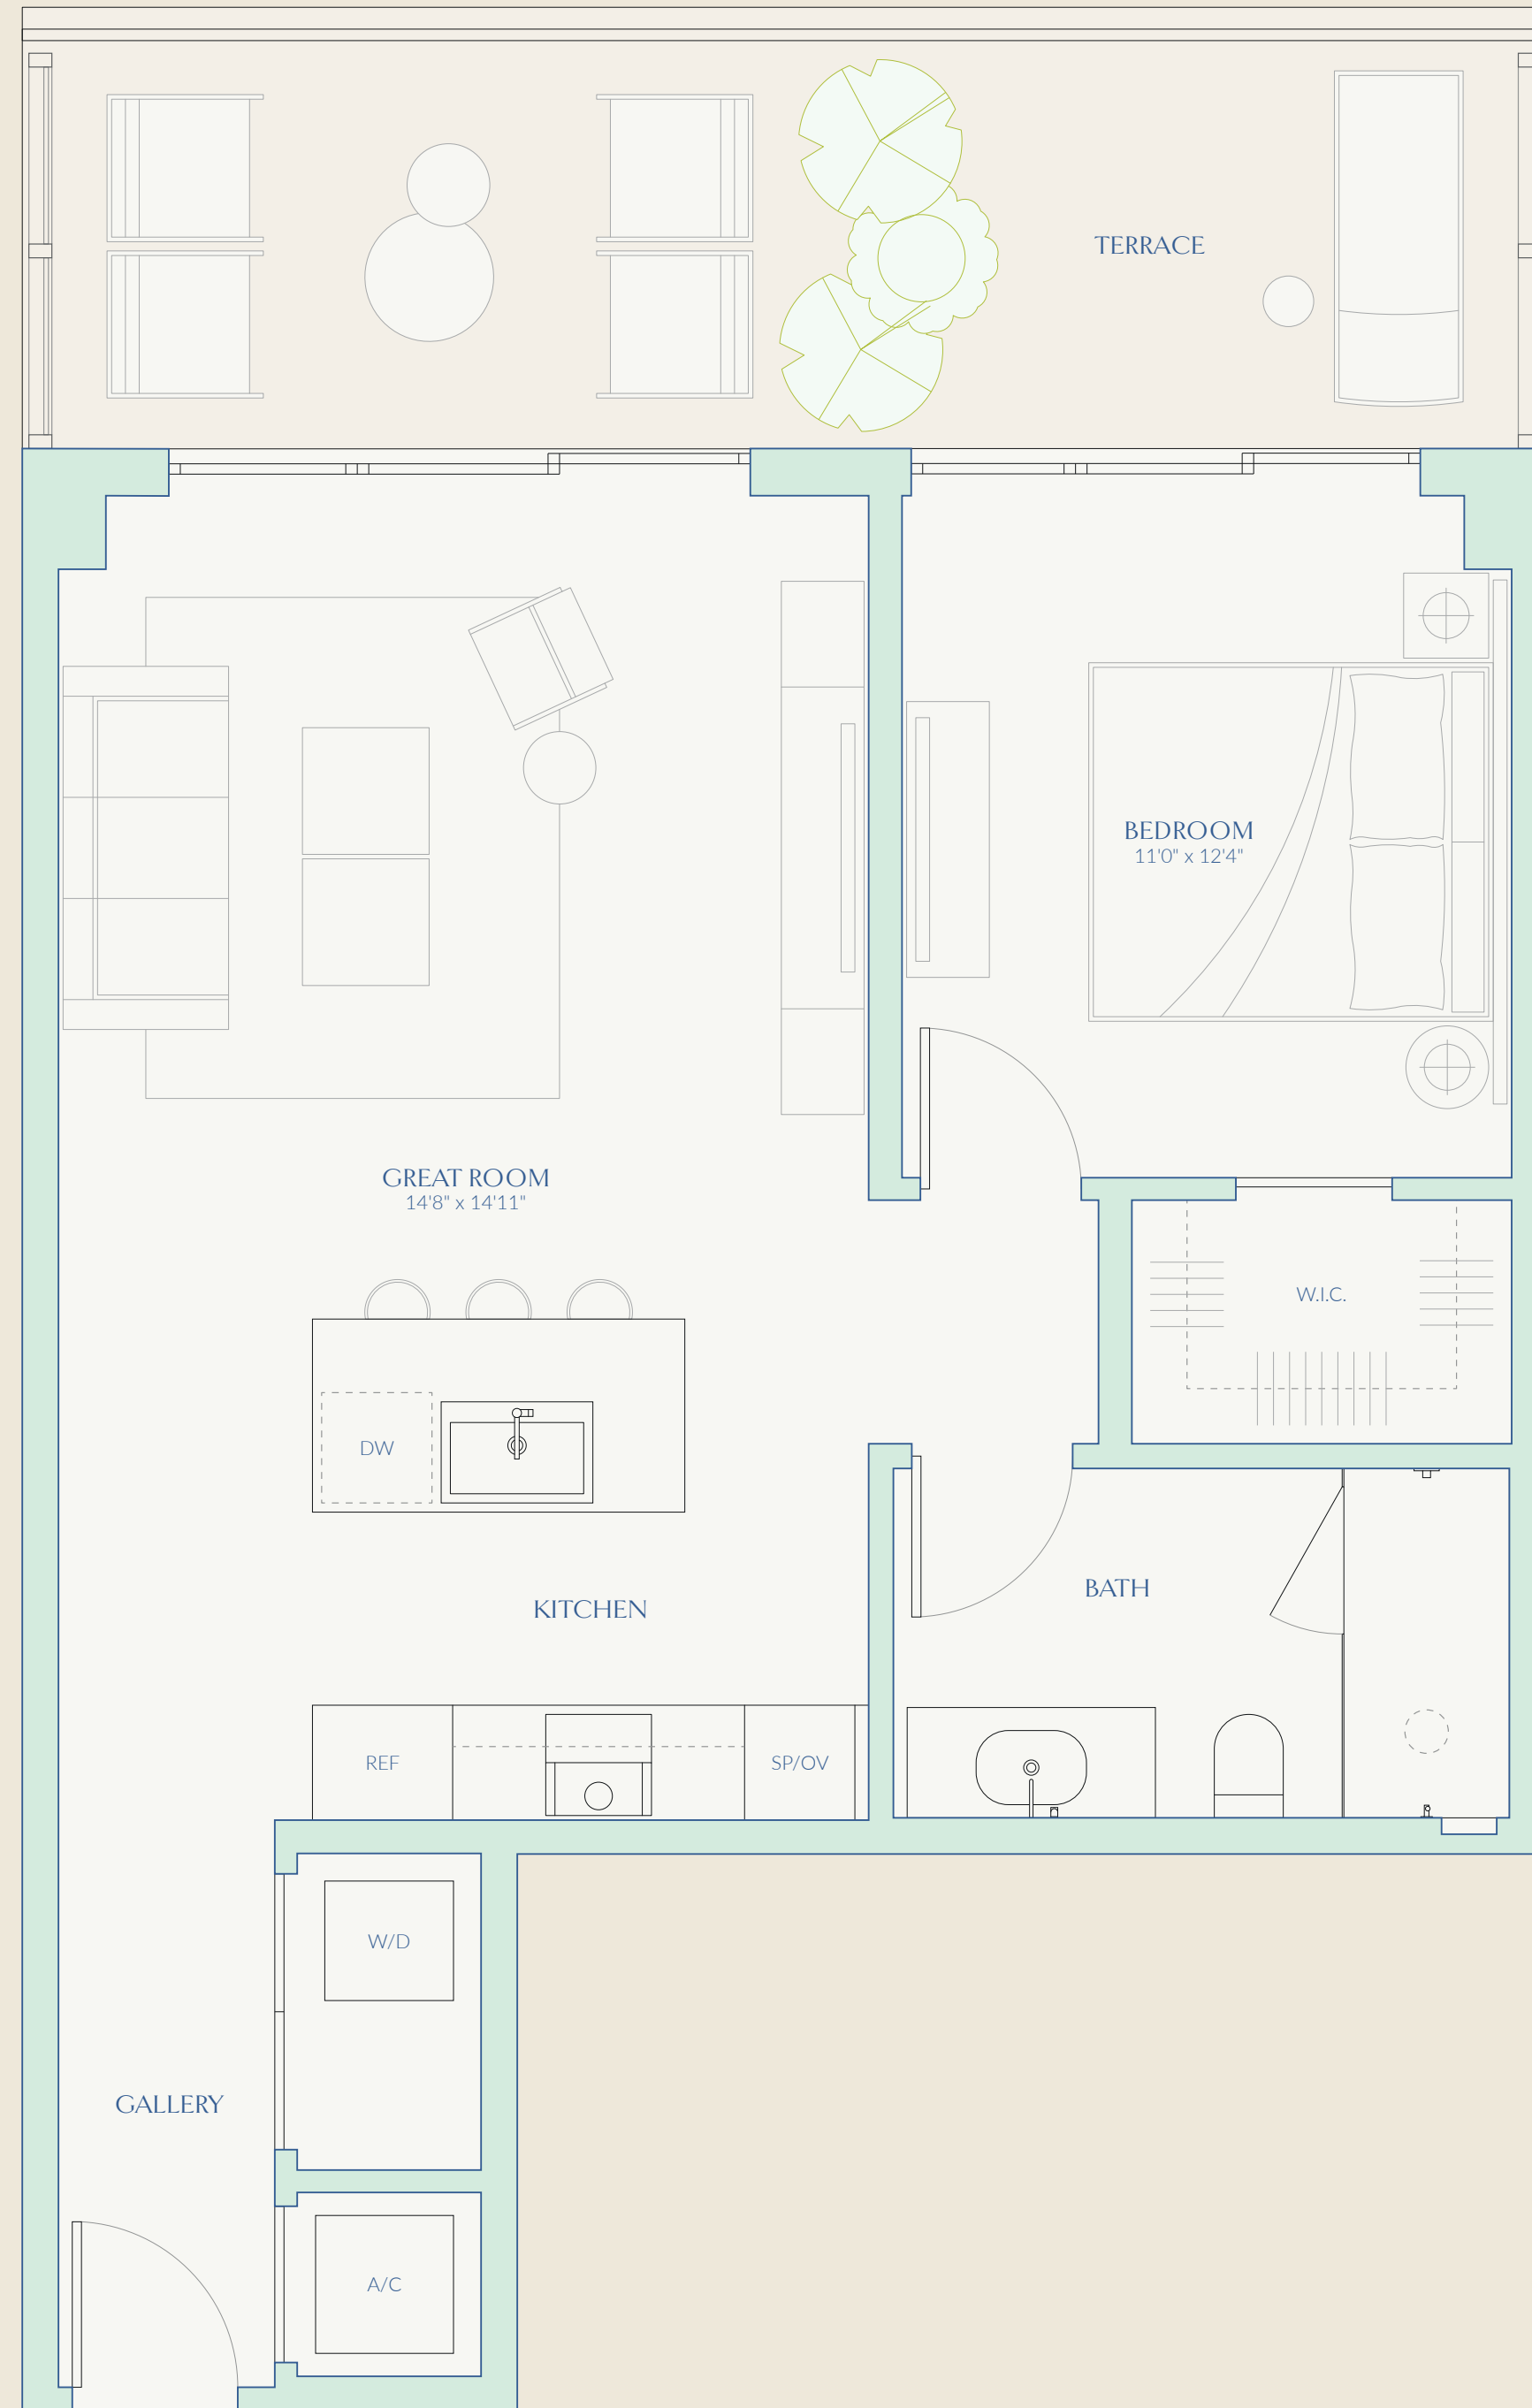 TERRACE
BEDROOM
11'0" x 12'4"
GREAT ROOM
14'8" x 14'11"
W.I.C.
DW
BATH
KITCHEN
REF
SP/OV
W/D
GALLERY
A/C